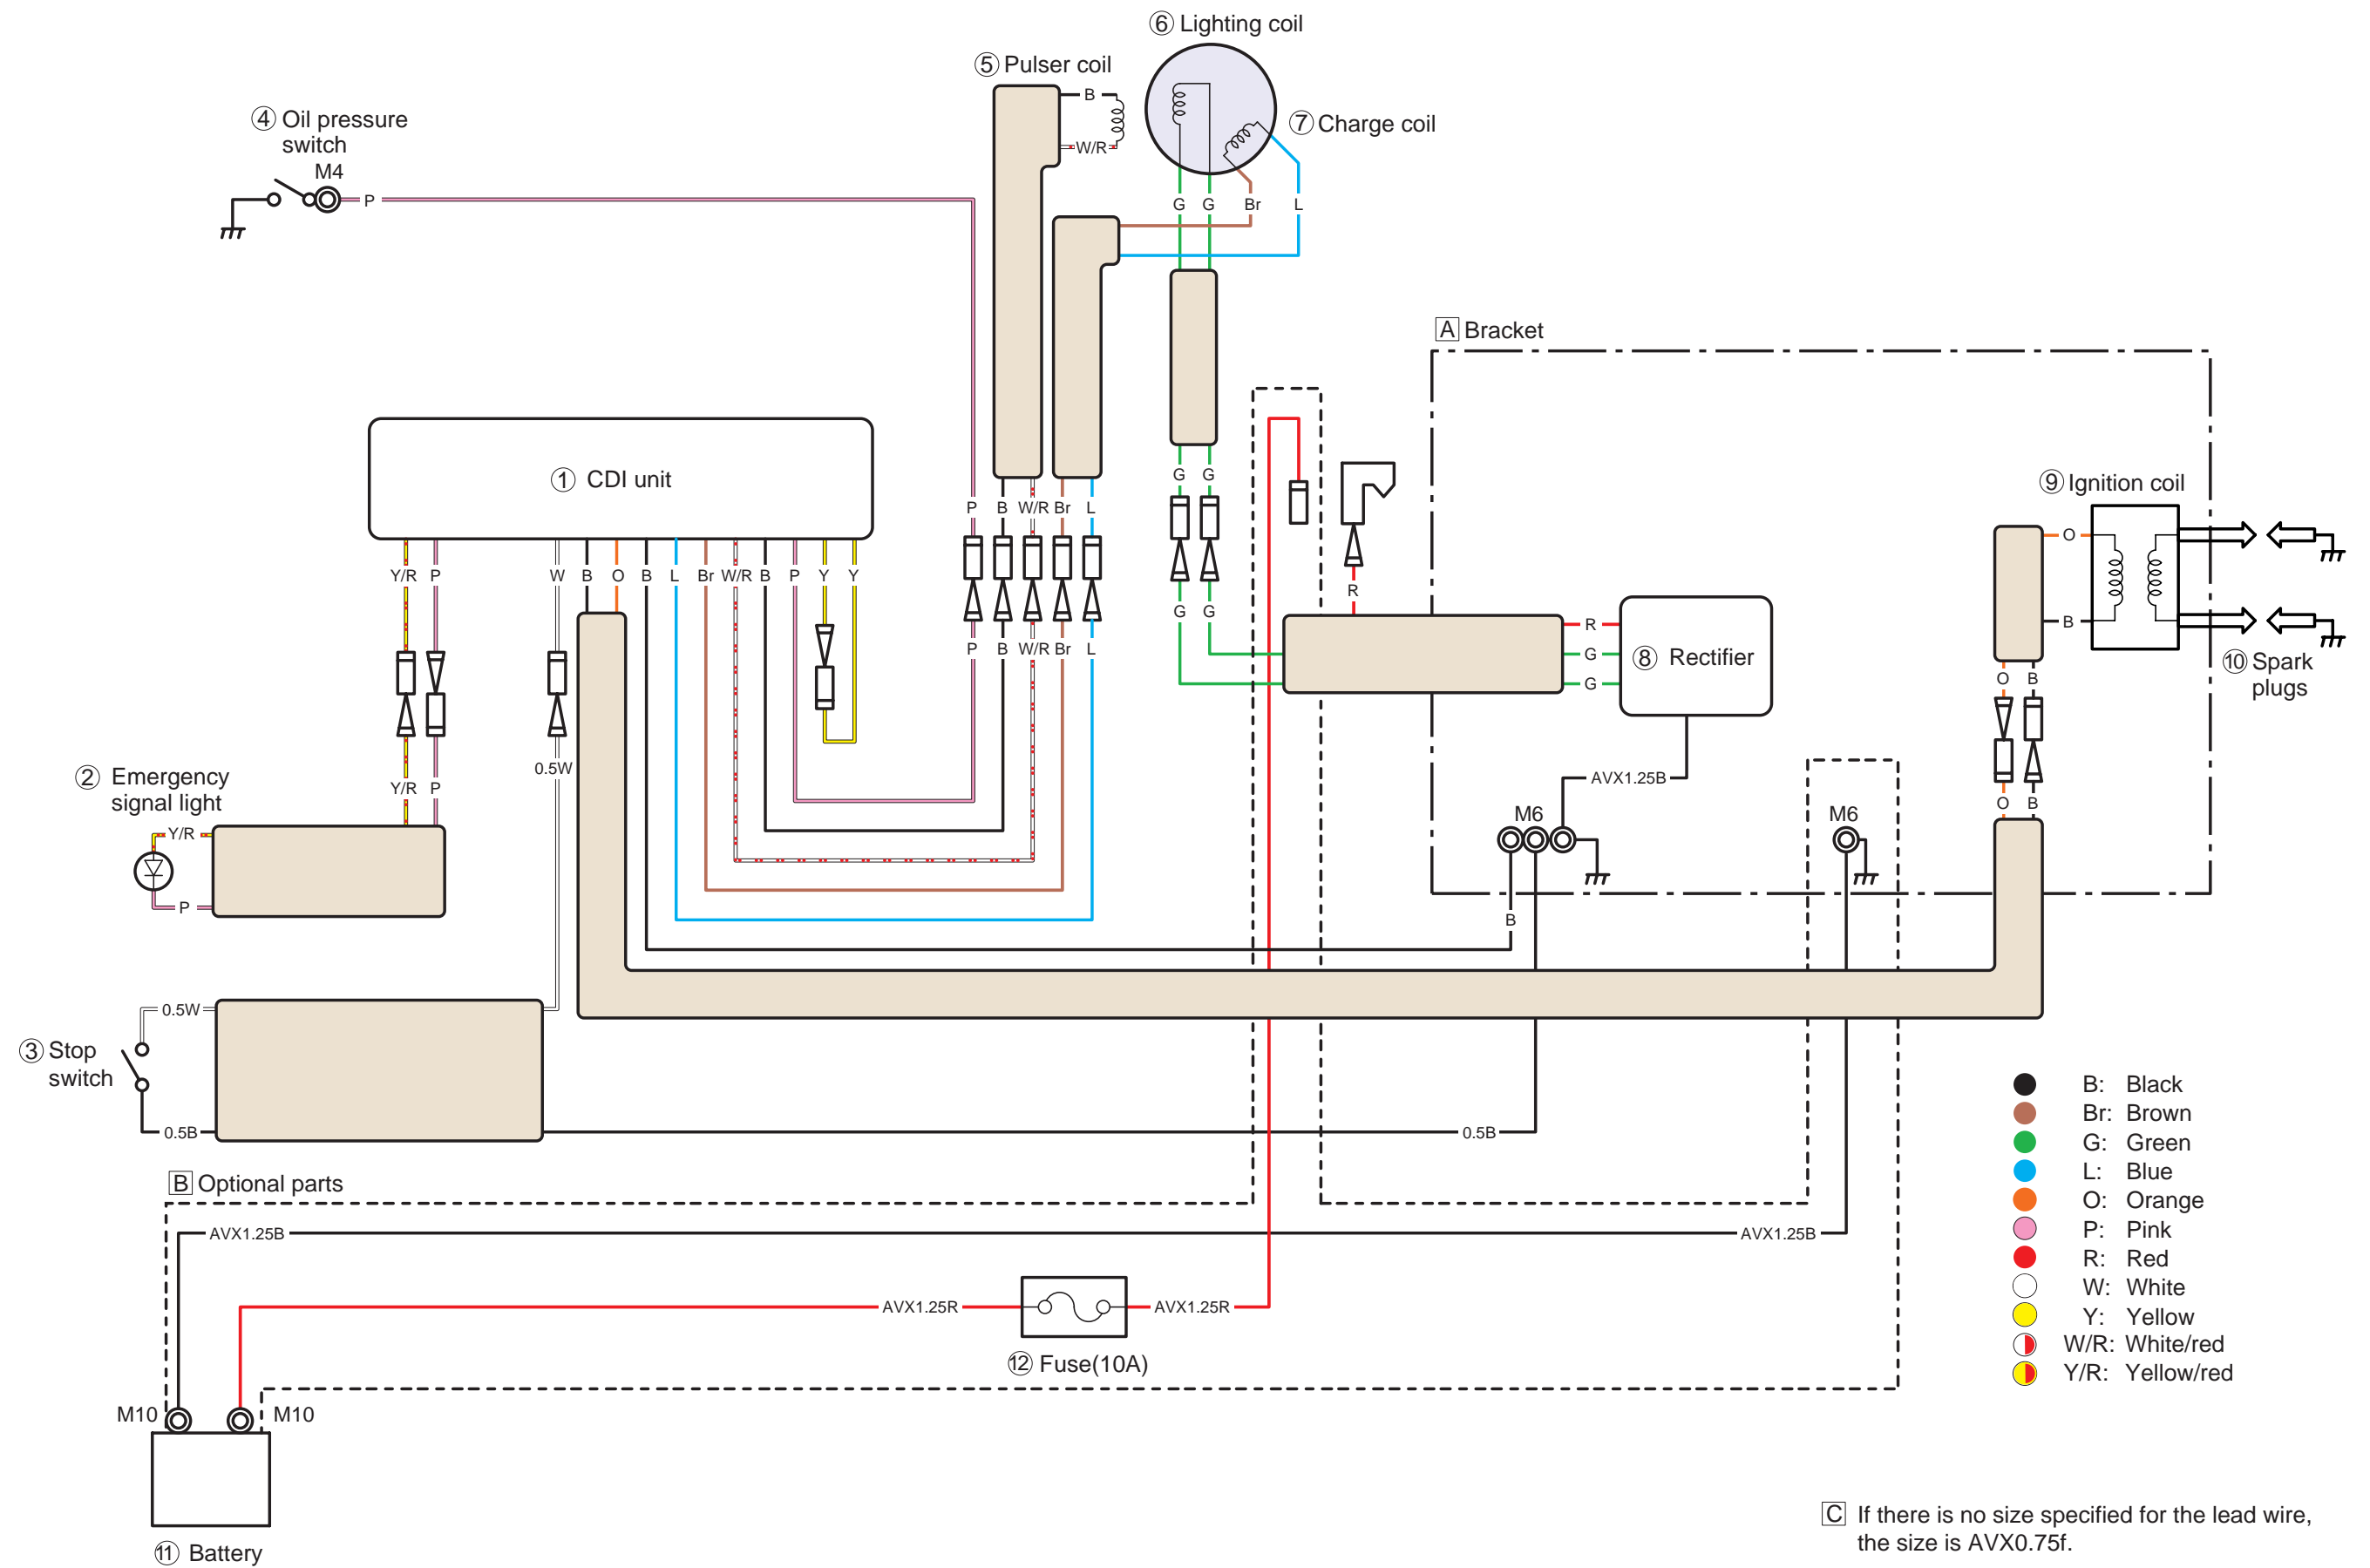 ⑥ Lighting coil
⑤ Pulser coil
B
④ Oil pressure
switch
⑦ Charge coil
W/R
M4
P
G G Br L
A Bracket
① CDI unit
G G
⑨ Ignition coil
P B W/R Br L
O
Y/R P W B O B L Br W/R B P Y Y
R
G G
R
B
P B W/R Br L
G
⑧ Rectifier
⑩ Spark
plugs
G
O B
0.5W
② Emergency
signal light
AVX1.25B
Y/R P
O B
M6
M6
Y/R
P
B
0.5W
③ Stop
switch
0.5B
0.5B
B: Black
Br: Brown
G: Green
L: Blue
O: Orange
P: Pink
R: Red
W: White
Y: Yellow
W/R: White/red
Y/R: Yellow/red
B Optional parts
AVX1.25B
AVX1.25B
AVX1.25R
AVX1.25R
⑫ Fuse(10A)
M10
M10
⑪ Battery
C If there is no size specified for the lead wire,
the size is AVX0.75f.